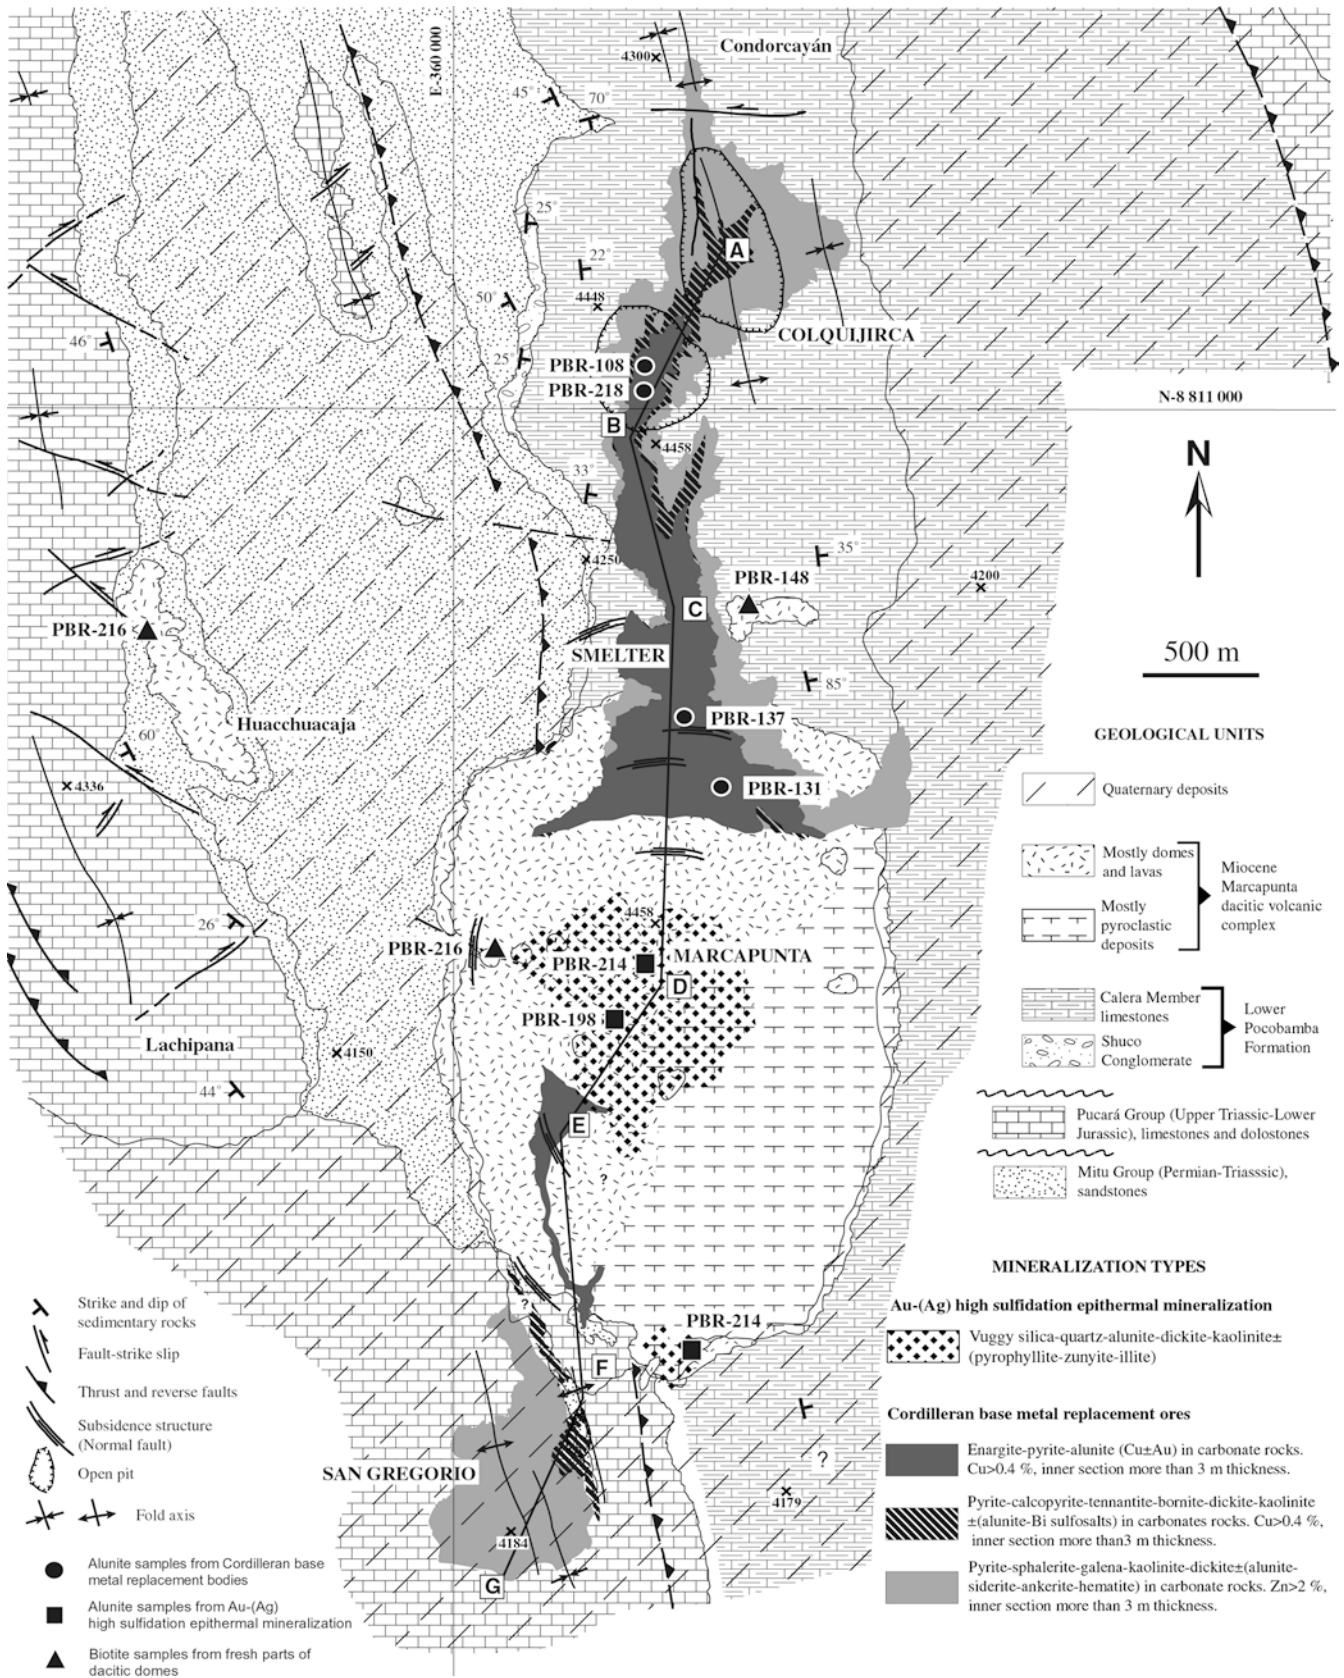 Condorcayán
4300
E 360 000
45°
70°
25°
22°
4448
50°
A
COLQUIJIRCA
46°
25
PBR-108
PBR-218
N-8 811 000
B
4458
N
33°
35°
4250
4200
PBR-148
C
PBR-216
SMELTER
500 m
85°
PBR-137
Huacchuacaja
60°
4336
PBR-131
GEOLOGICAL UNITS
Quaternary deposits
Mostly domes
and lavas
Mostly
pyroclastic
deposits
Miocene
Marcapunta
dacitic volcanic
complex
26°
4458
PBR-216
PBR-214
MARCAPUNTA
D
PBR-198
Calera Member
limestones
Shuco
Conglomerate
Lower
Pocobamba
Formation
Lachipana
4150
44°
E
Pucará Group (Upper Triassic-Lower
Jurassic), limestones and dolostones
?
Mitu Group (Permian-Triasssic),
sandstones
MINERALIZATION TYPES
?
PBR-214
Au-(Ag) high sulfidation epithermal mineralization
Vuggy silica-quartz-alunite-dickite-kaolinite±
(pyrophyllite-zunyite-illite)
F
Cordilleran base metal replacement ores
Enargite-pyrite-alunite (Cu±Au) in carbonate rocks.
Cu>0.4 %, inner section more than 3 m thickness.
?
SAN GREGORIO
4179
Pyrite-calcopyrite-tennantite-bornite-dickite-kaolinite
±(alunite-Bi sulfosalts) in carbonates rocks. Cu>0.4 %,
inner section more than3 m thickness.
4184
G
Pyrite-sphalerite-galena-kaolinite-dickite±(alunite-
siderite-ankerite-hematite) in carbonate rocks. Zn>2 %,
inner section more than 3 m thickness.
Strike and dip of
sedimentary rocks
Fault-strike slip
Thrust and reverse faults
Subsidence structure
(Normal fault)
Open pit
Fold axis
Alunite samples from Cordilleran base
metal replacement bodies
Alunite samples from Au-(Ag)
high sulfidation epithermal mineralization
Biotite samples from fresh parts of
dacitic domes